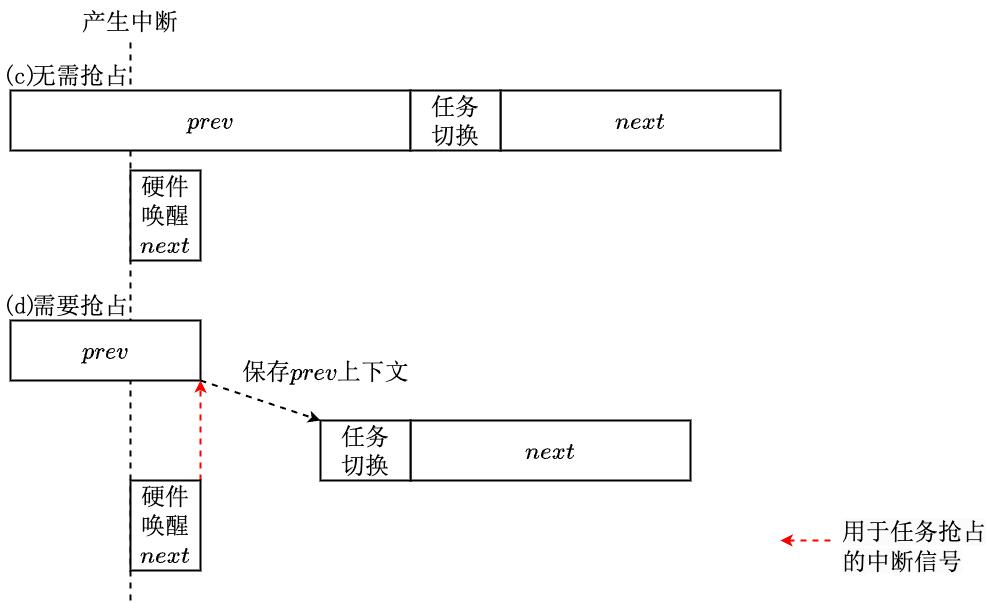 产生中断
(c)无需抢占
prev
任务
切换
next
硬件
唤醒
next
(d)需要抢占
prev
保存prev上下文
任务
切换
next
硬件
唤醒
next
用于任务抢占
的中断信号